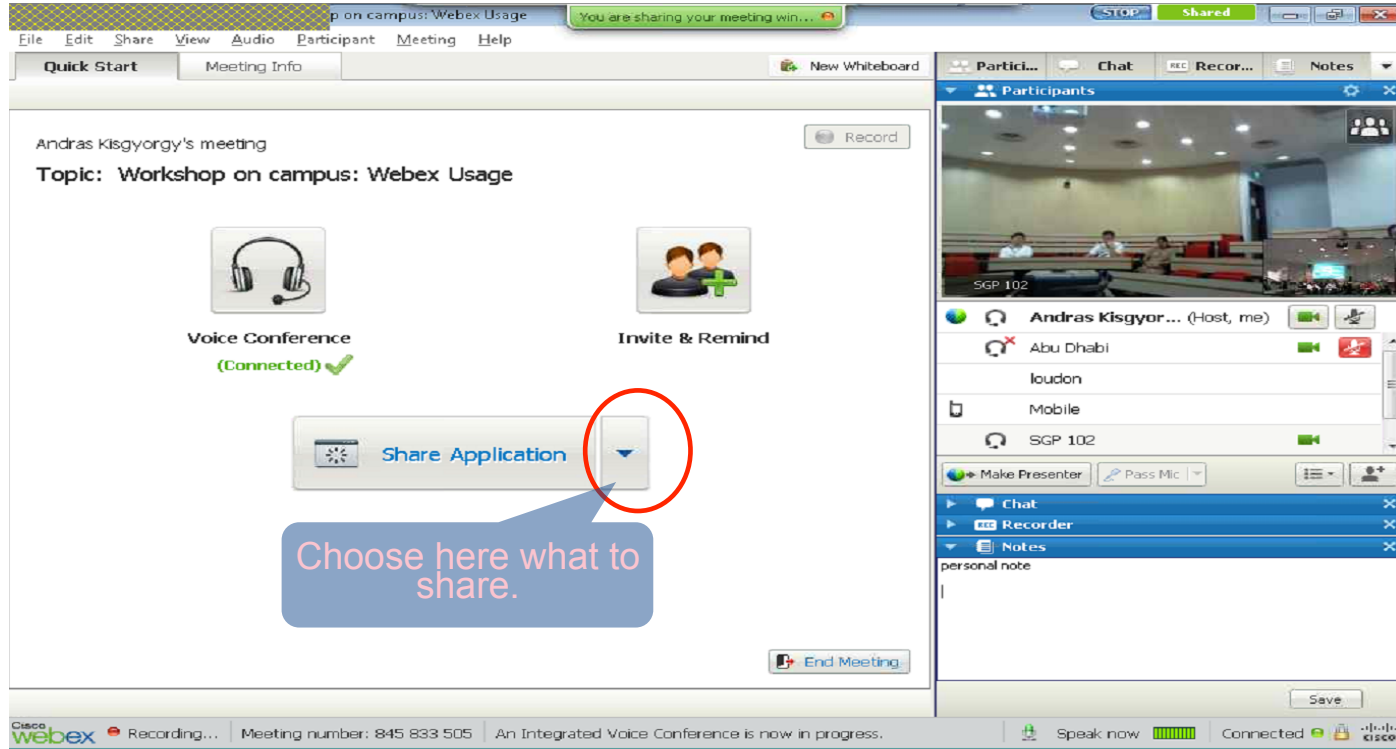 p on campus: Webex Usage
You are sharing your meeting win...
STOP Shared
File Edit Share View Audio Participant Meeting Help
Quick Start Meeting Info New Whiteboard
Partici... Chat REC Recor... Notes
Participants
Andras Kisgyorgy's meeting
Record
Topic: Workshop on campus: Webex Usage
SGP 102
Voice Conference
(Connected)
Invite & Remind
Share Application
Choose here what to
share.
End Meeting
Andras Kisgyor... (Host, me)
Abu Dhabi
loudon
Mobile
SGP 102
Make Presenter Pass Mic
Chat
REC Recorder
Notes
personal note
Save
Cisco webex Recording... Meeting number: 845 833 505 An Integrated Voice Conference is now in progress. Speak now Connected cisco